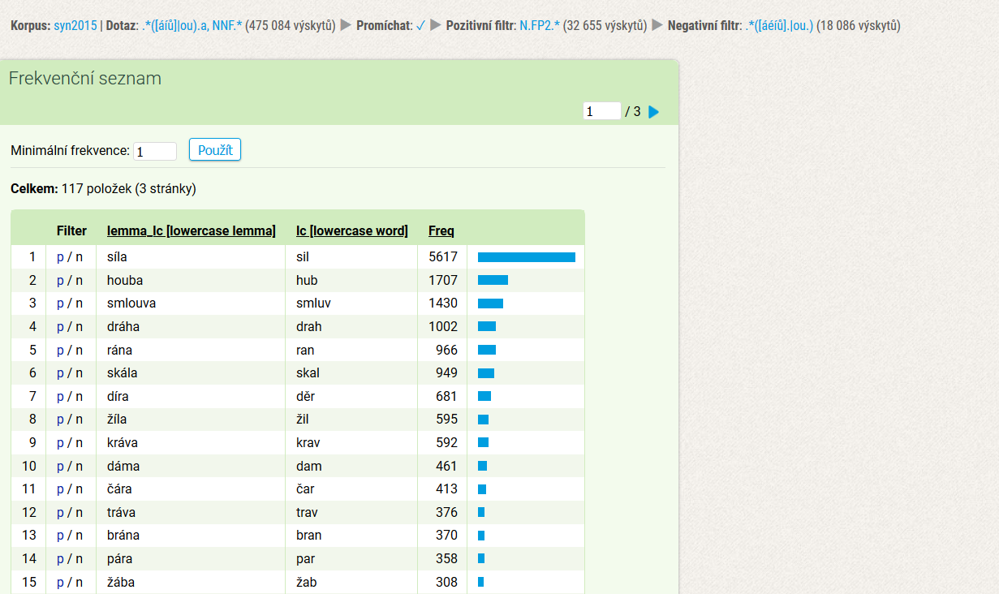 Korpus: syn2015 | Dotaz: .*([áíů]|ou).a, NNF.* (475 084 výskytů) ▶ Promíchat: ✓ ▶ Pozitivní filtr: N.FP2.* (32 655 výskytů) ▶ Negativní filtr: .*([áéíů].|ou.) (18 086 výskytů)
Frekvenční seznam
1 / 3
Minimální frekvence: 1 Použít
Celkem: 117 položek (3 stránky)
Filter lemma_lc [lowercase lemma] lc [lowercase word] Freq
1 p / n síla sil 5617
2 p / n houba hub 1707
3 p / n smlouva smluv 1430
4 p / n dráha drah 1002
5 p / n rána ran 966
6 p / n skála skal 949
7 p / n díra děr 681
8 p / n žíla žil 595
9 p / n kráva krav 592
10 p / n dáma dam 461
11 p / n čára čar 413
12 p / n tráva trav 376
13 p / n brána bran 370
14 p / n pára par 358
15 p / n žába žab 308